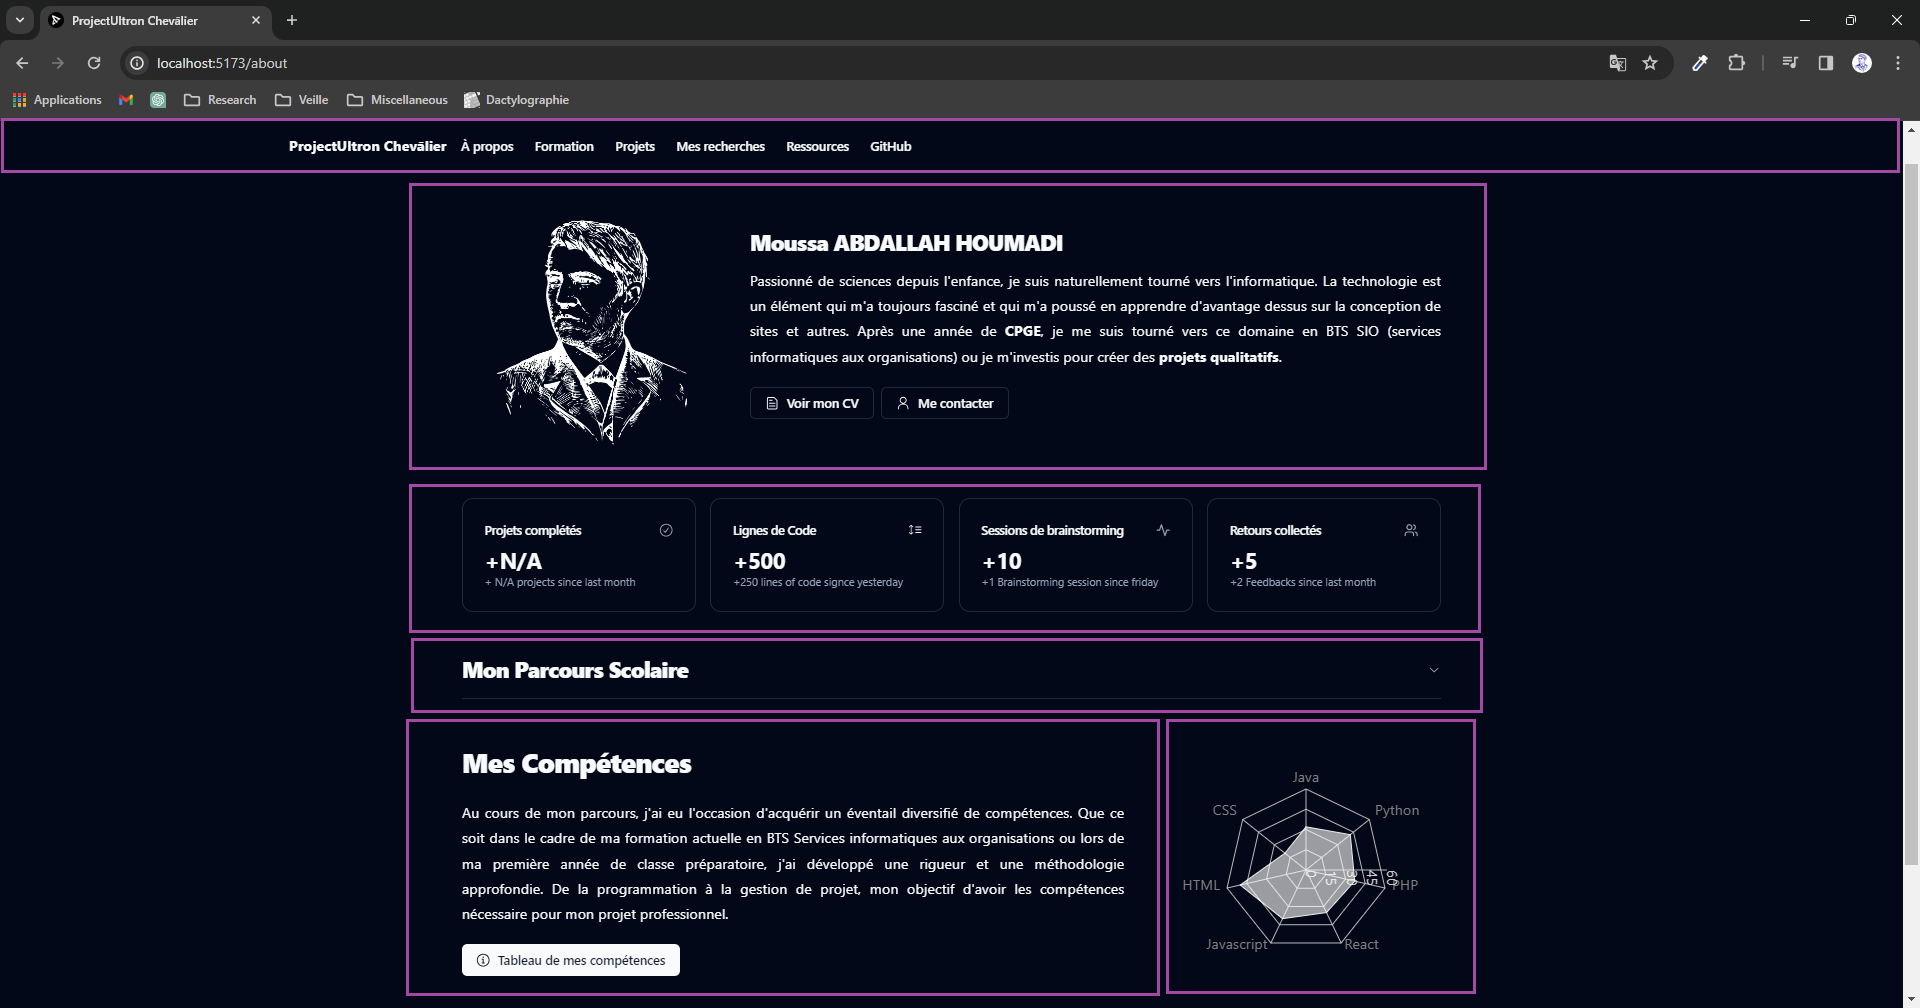 ProjectUltron Chevālier
localhost:5173/about
Applications
Research
Veille
Miscellaneous
Dactylographie
ProjectUltron Chevālier
À propos
Formation
Projets
Mes recherches
Ressources
GitHub
Moussa ABDALLAH HOUMADI
Passionné de sciences depuis l'enfance, je suis naturellement tourné vers l'informatique. La technologie est
un élément qui m'a toujours fasciné et qui m'a poussé en apprendre d'avantage dessus sur la conception de
sites et autres. Après une année de CPGE, je me suis tourné vers ce domaine en BTS SIO (services
informatiques aux organisations) ou je m'investis pour créer des projets qualitatifs.
Voir mon CV
Me contacter
Projets complétés
+N/A
+ N/A projects since last month
Lignes de Code
+500
+250 lines of code signce yesterday
Sessions de brainstorming
+10
+1 Brainstorming session since friday
Retours collectés
+5
+2 Feedbacks since last month
Mon Parcours Scolaire
Mes Compétences
Au cours de mon parcours, j'ai eu l'occasion d'acquérir un éventail diversifié de compétences. Que ce
soit dans le cadre de ma formation actuelle en BTS Services informatiques aux organisations ou lors de
ma première année de classe préparatoire, j'ai développé une rigueur et une méthodologie
approfondie. De la programmation à la gestion de projet, mon objectif d'avoir les compétences
nécessaire pour mon projet professionnel.
Tableau de mes compétences
Java
CSS
Python
HTML
0
15
30
45
60
PHP
Javascript
React